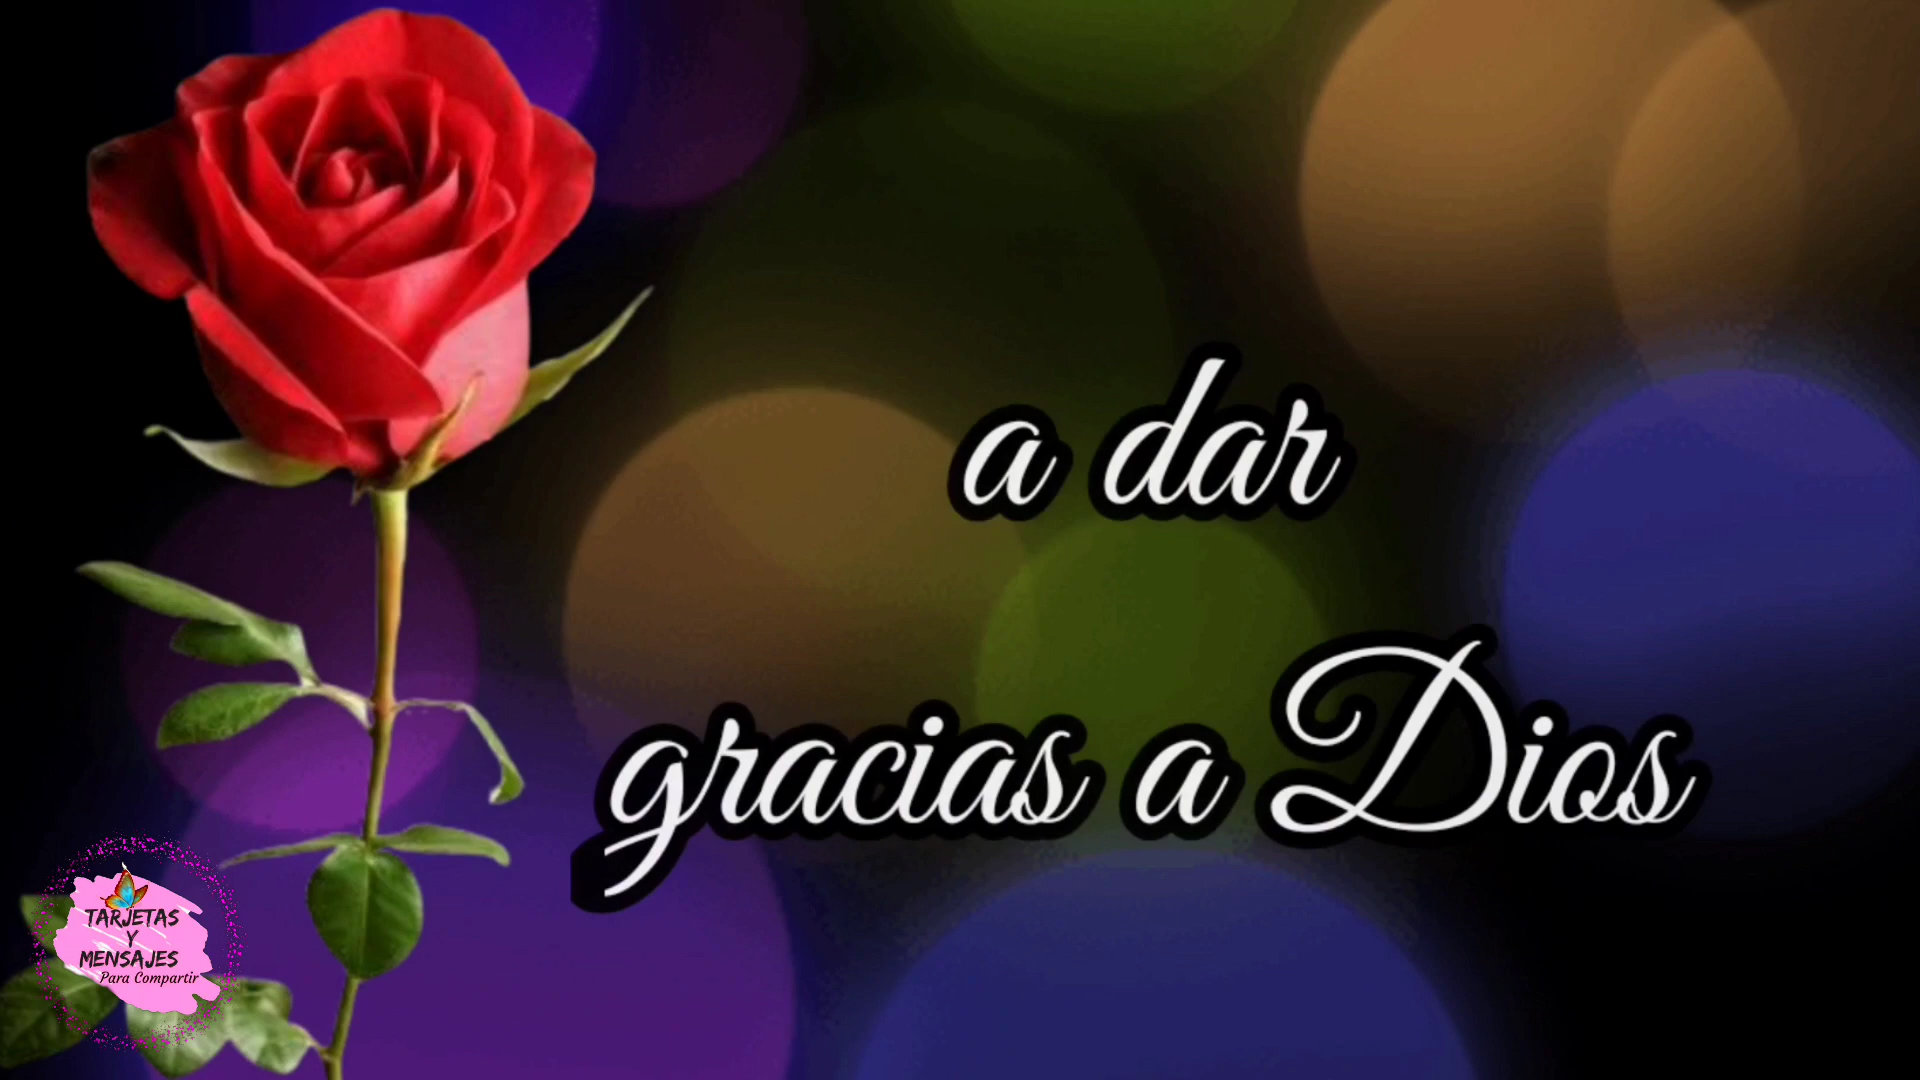 a dar
gracias a Dios
TARJETAS
Y
MENSAJES
Para Compartir